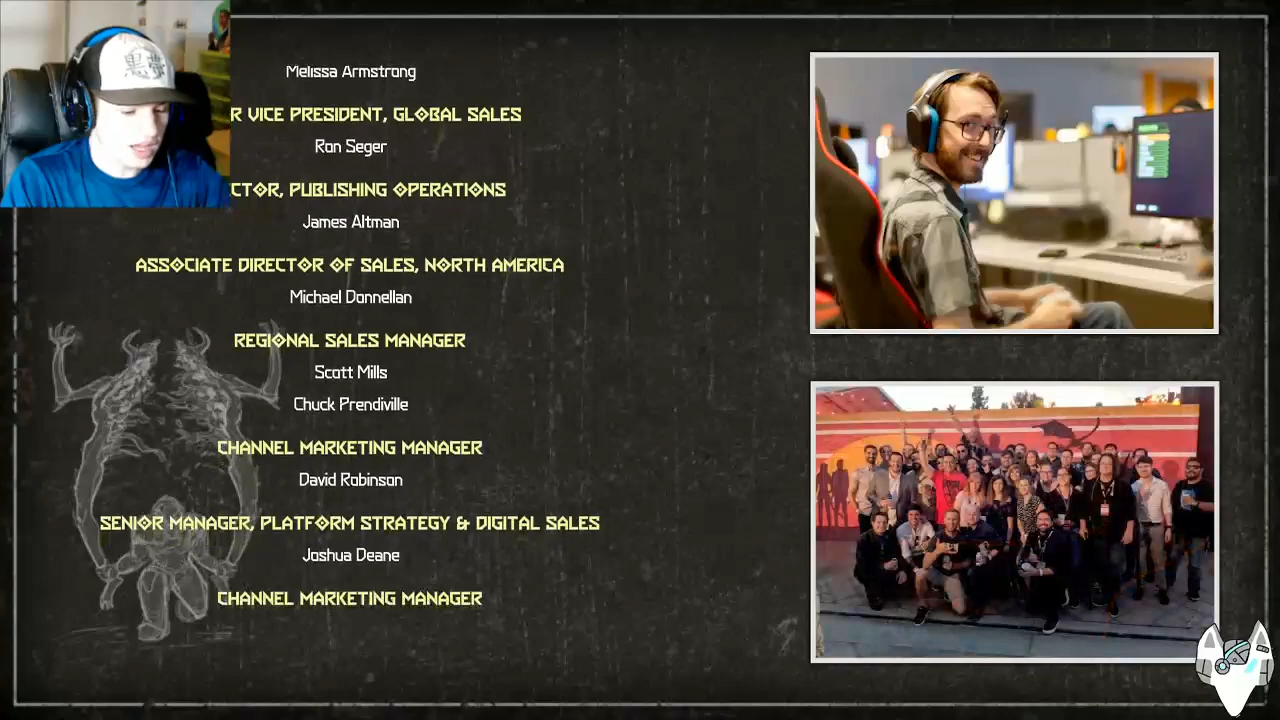 Melissa Armstrong
R VICE PRESIDENT, GLOBAL SALES
Ron Seger
CTOR, PUBLISHING OPERATIONS
James Altman
ASSOCIATE DIRECTOR OF SALES, NORTH AMERICA
Michael Donnellan
REGIONAL SALES MANAGER
Scott Mills
Chuck Prendiville
CHANNEL MARKETING MANAGER
David Robinson
SENIOR MANAGER, PLATFORM STRATEGY & DIGITAL SALES
Joshua Deane
CHANNEL MARKETING MANAGER